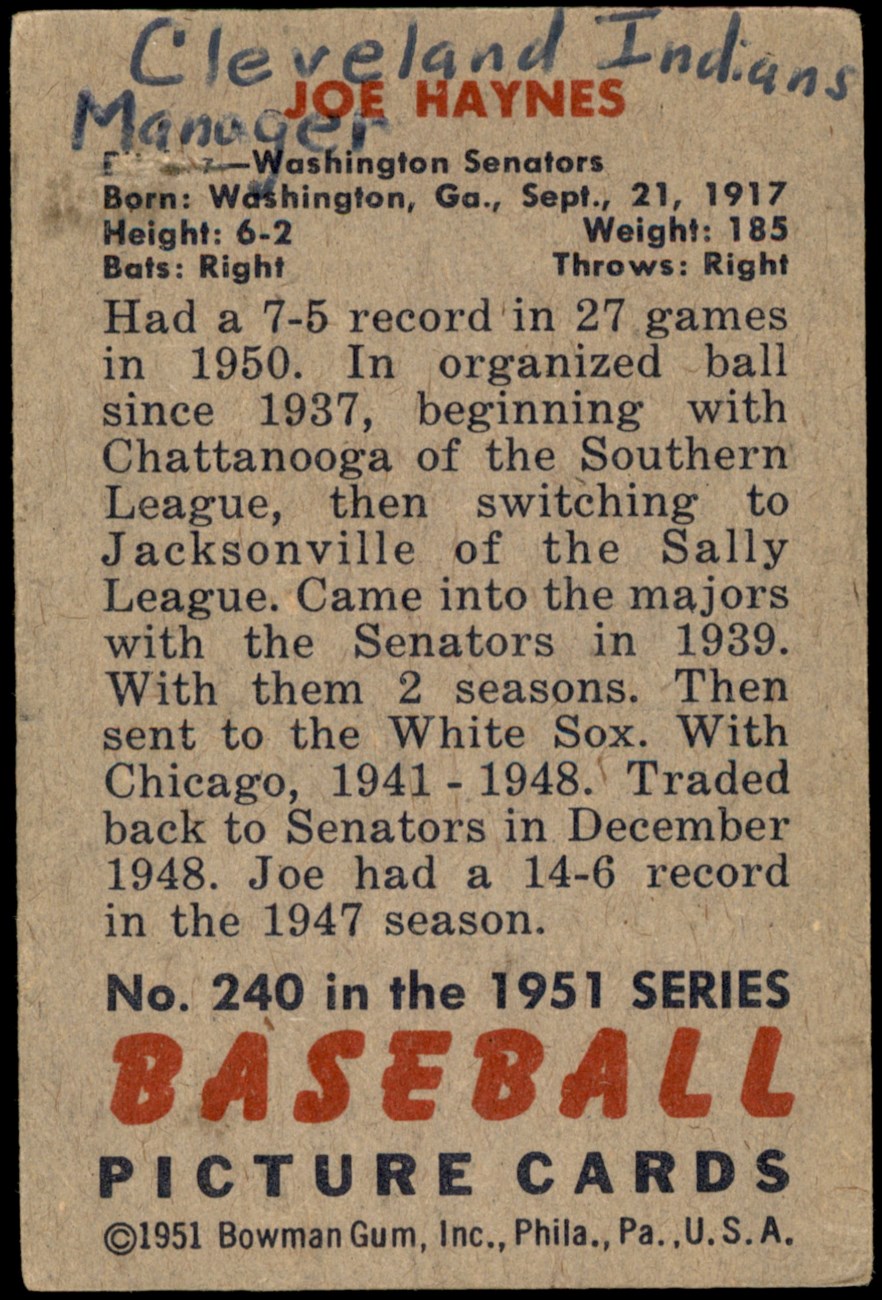 Cleveland Indians
Manager
JOE HAYNES
—Washington Senators
Born: Washington, Ga., Sept., 21, 1917
Height: 6-2 Weight: 185
Bats: Right Throws: Right
Had a 7-5 record in 27 games
in 1950. In organized ball
since 1937, beginning with
Chattanooga of the Southern
League, then switching to
Jacksonville of the Sally
League. Came into the majors
with the Senators in 1939.
With them 2 seasons. Then
sent to the White Sox. With
Chicago, 1941 - 1948. Traded
back to Senators in December
1948. Joe had a 14-6 record
in the 1947 season.
No. 240 in the 1951 SERIES
BASEBALL
PICTURE CARDS
©1951 Bowman Gum, Inc., Phila., Pa., U.S.A.